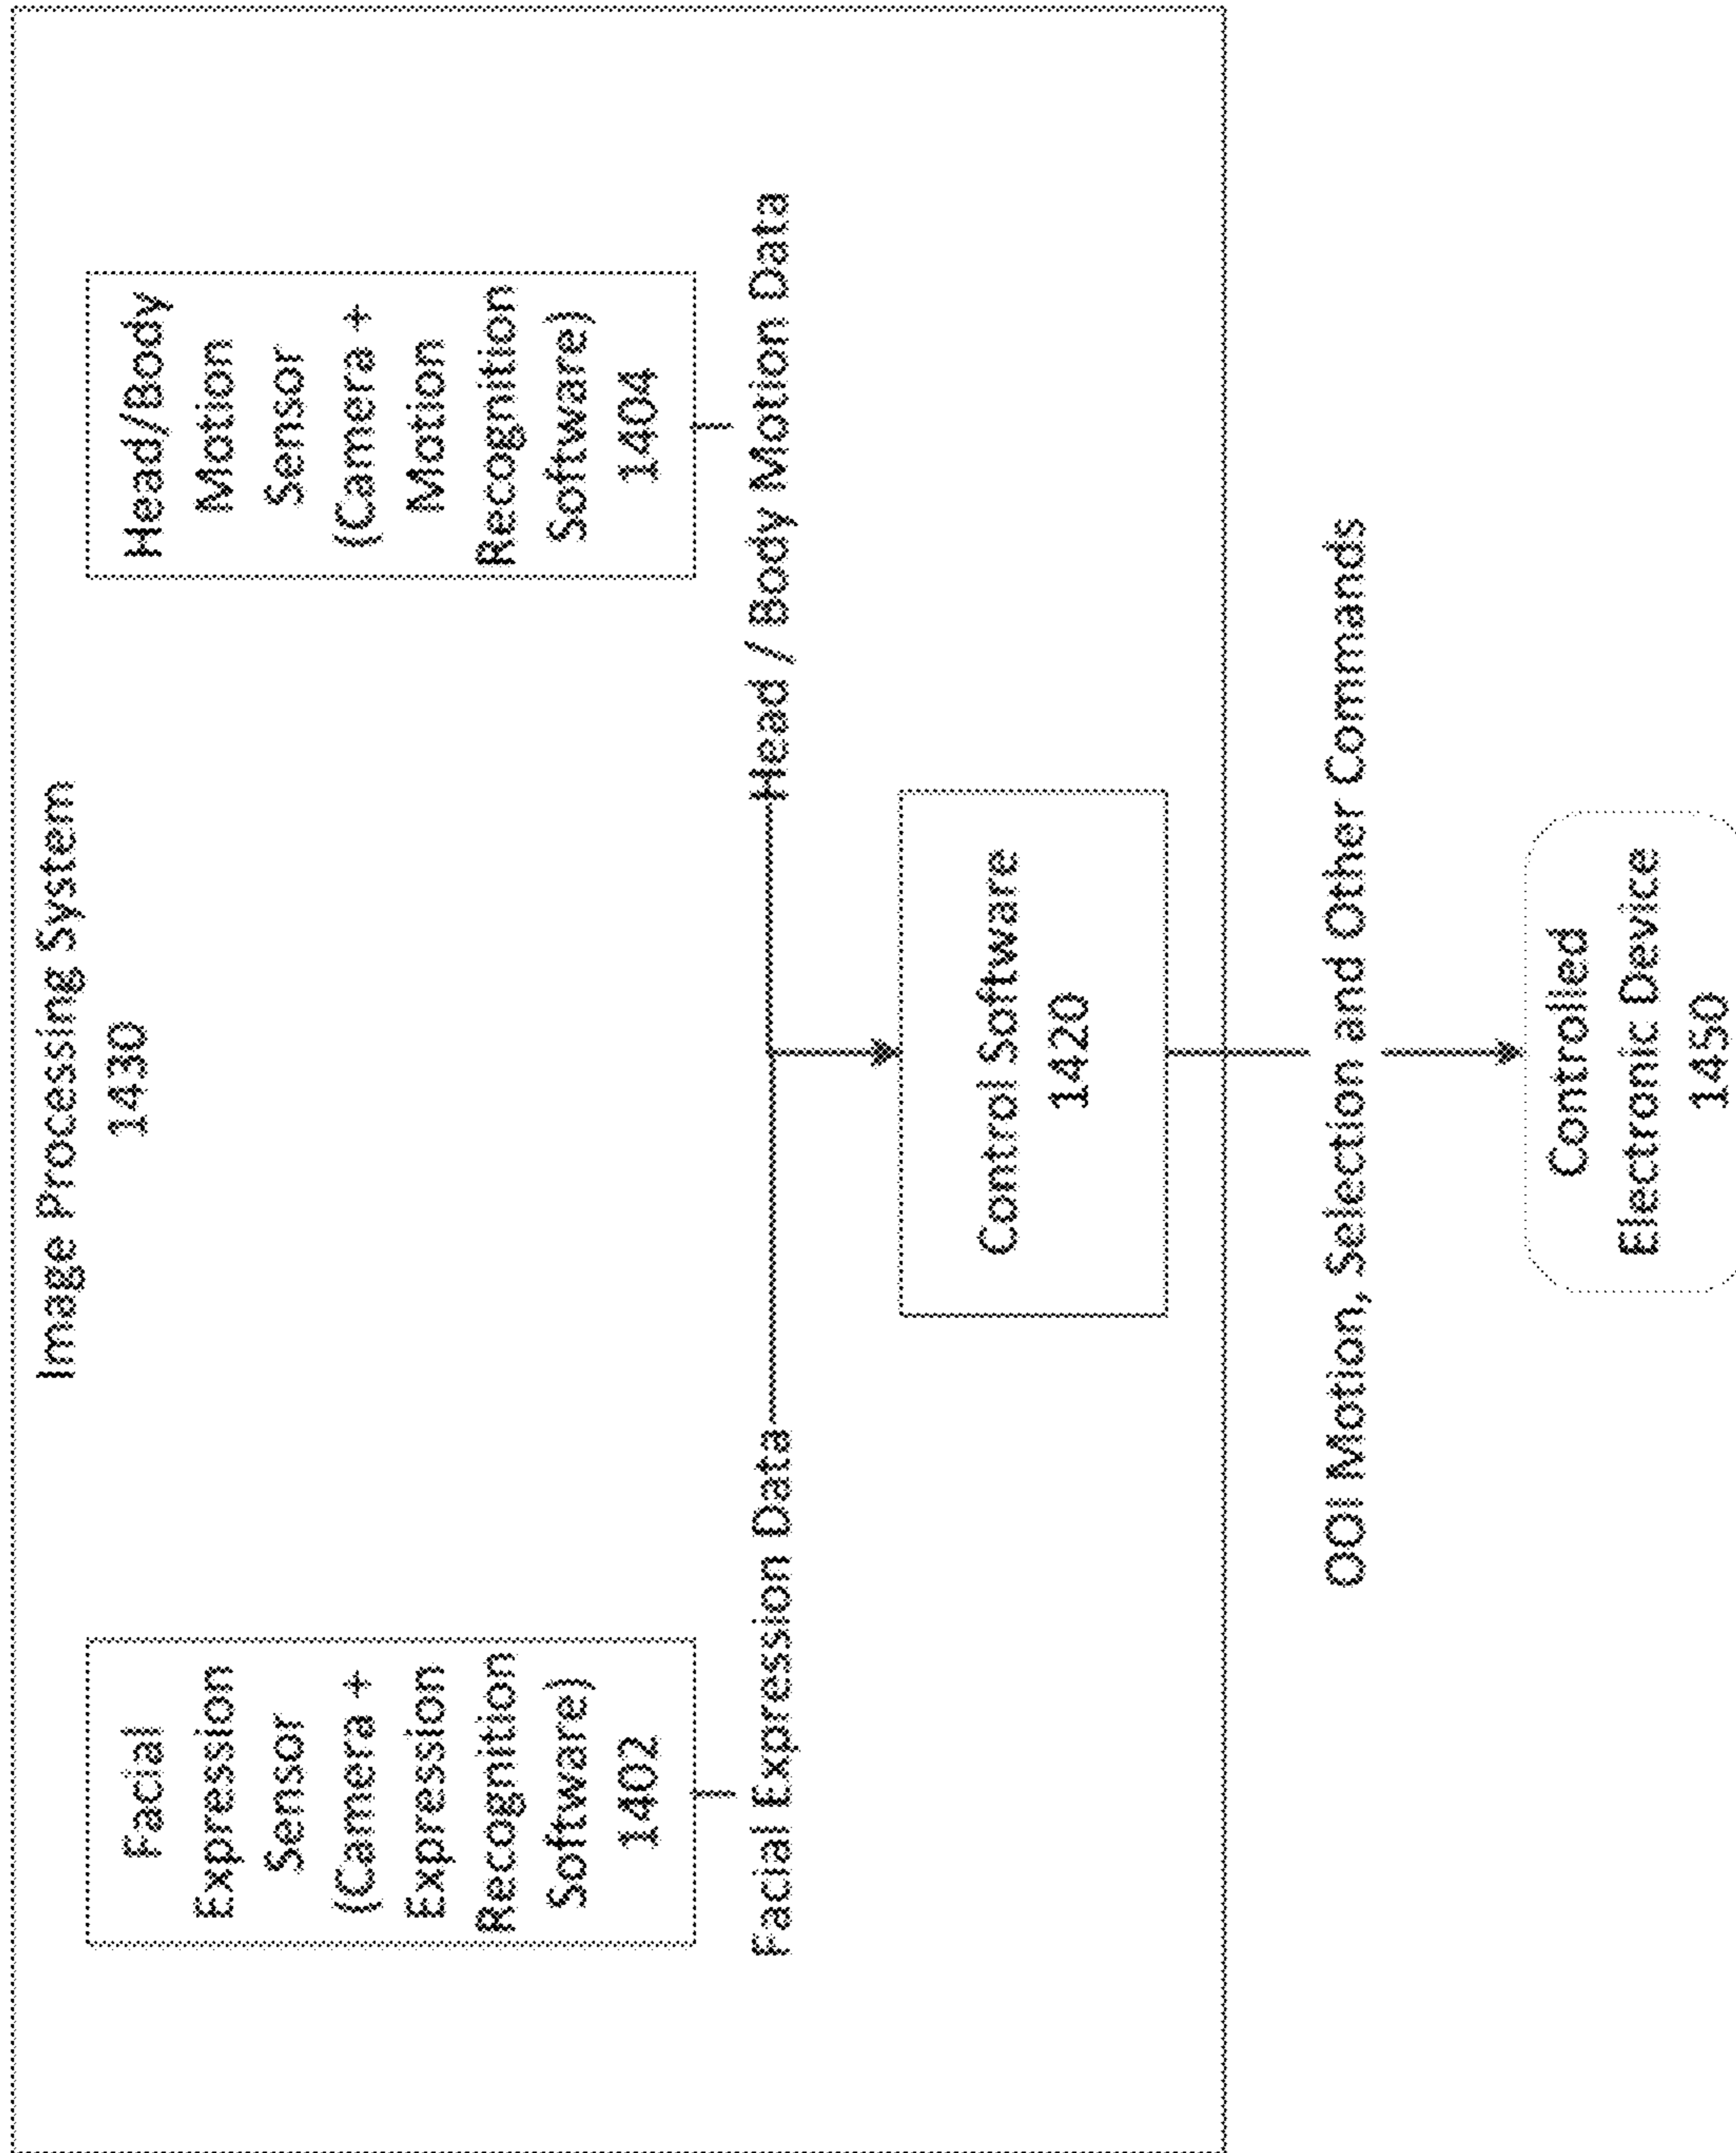 Image Processing System
1430
Facial
Expression
Sensor
(Camera +
Expression
Recognition
Software)
1402
Head/Body
Motion
Sensor
(Camera +
Motion
Recognition
Software)
1404
Facial Expression Data
Head / Body Motion Data
Control Software
1420
OOI Motion, Selection and Other Commands
Controlled
Electronic Device
1450